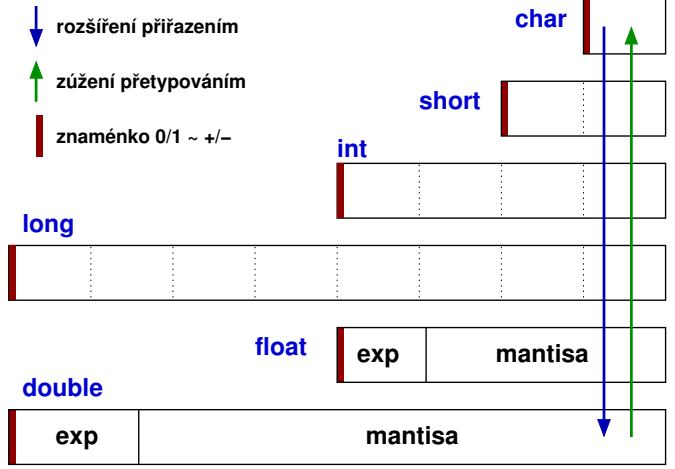 char
rozšíření přiřazením
zúžení přetypováním
short
znaménko 0/1 ~ +/−
int
long
float
exp
mantisa
double
exp
mantisa